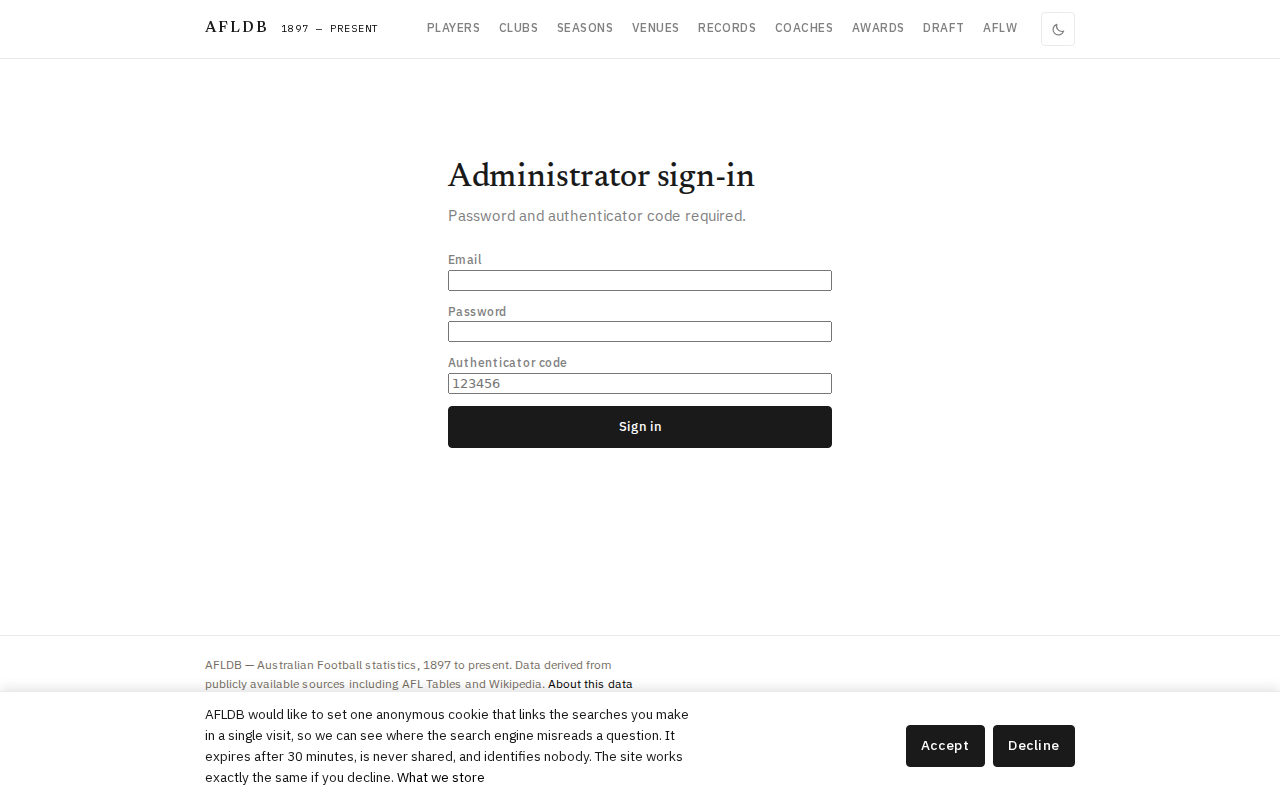 AFLDB 1897 — PRESENT PLAYERS CLUBS SEASONS VENUES RECORDS COACHES AWARDS DRAFT AFLW
Administrator sign-in
Password and authenticator code required.
Email
Password
Authenticator code
123456
Sign in
AFLDB — Australian Football statistics, 1897 to present. Data derived from
publicly available sources including AFL Tables and Wikipedia. About this data
AFLDB would like to set one anonymous cookie that links the searches you make
in a single visit, so we can see where the search engine misreads a question. It
expires after 30 minutes, is never shared, and identifies nobody. The site works
exactly the same if you decline. What we store
Accept Decline